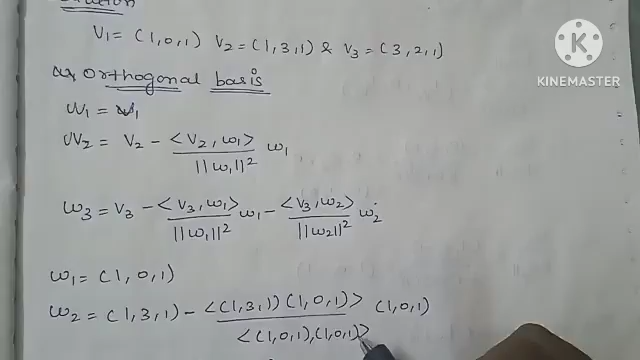 V1 = (1,0,1) V2 = (1,3,1) & V3 = (3,2,1)
KINEMASTER
Orthogonal basis
W1 = V1
W2 = V2 - <V2, w1> / ||w1||² w1
w3 = V3 - <V3, w1> / ||w1||² w1 - <V3, w2> / ||w2||² w2
w1 = (1, 0, 1)
w2 = (1, 3, 1) - <(1,3,1) (1,0,1)> / <(1,0,1),(1,0,1)> (1,0,1)